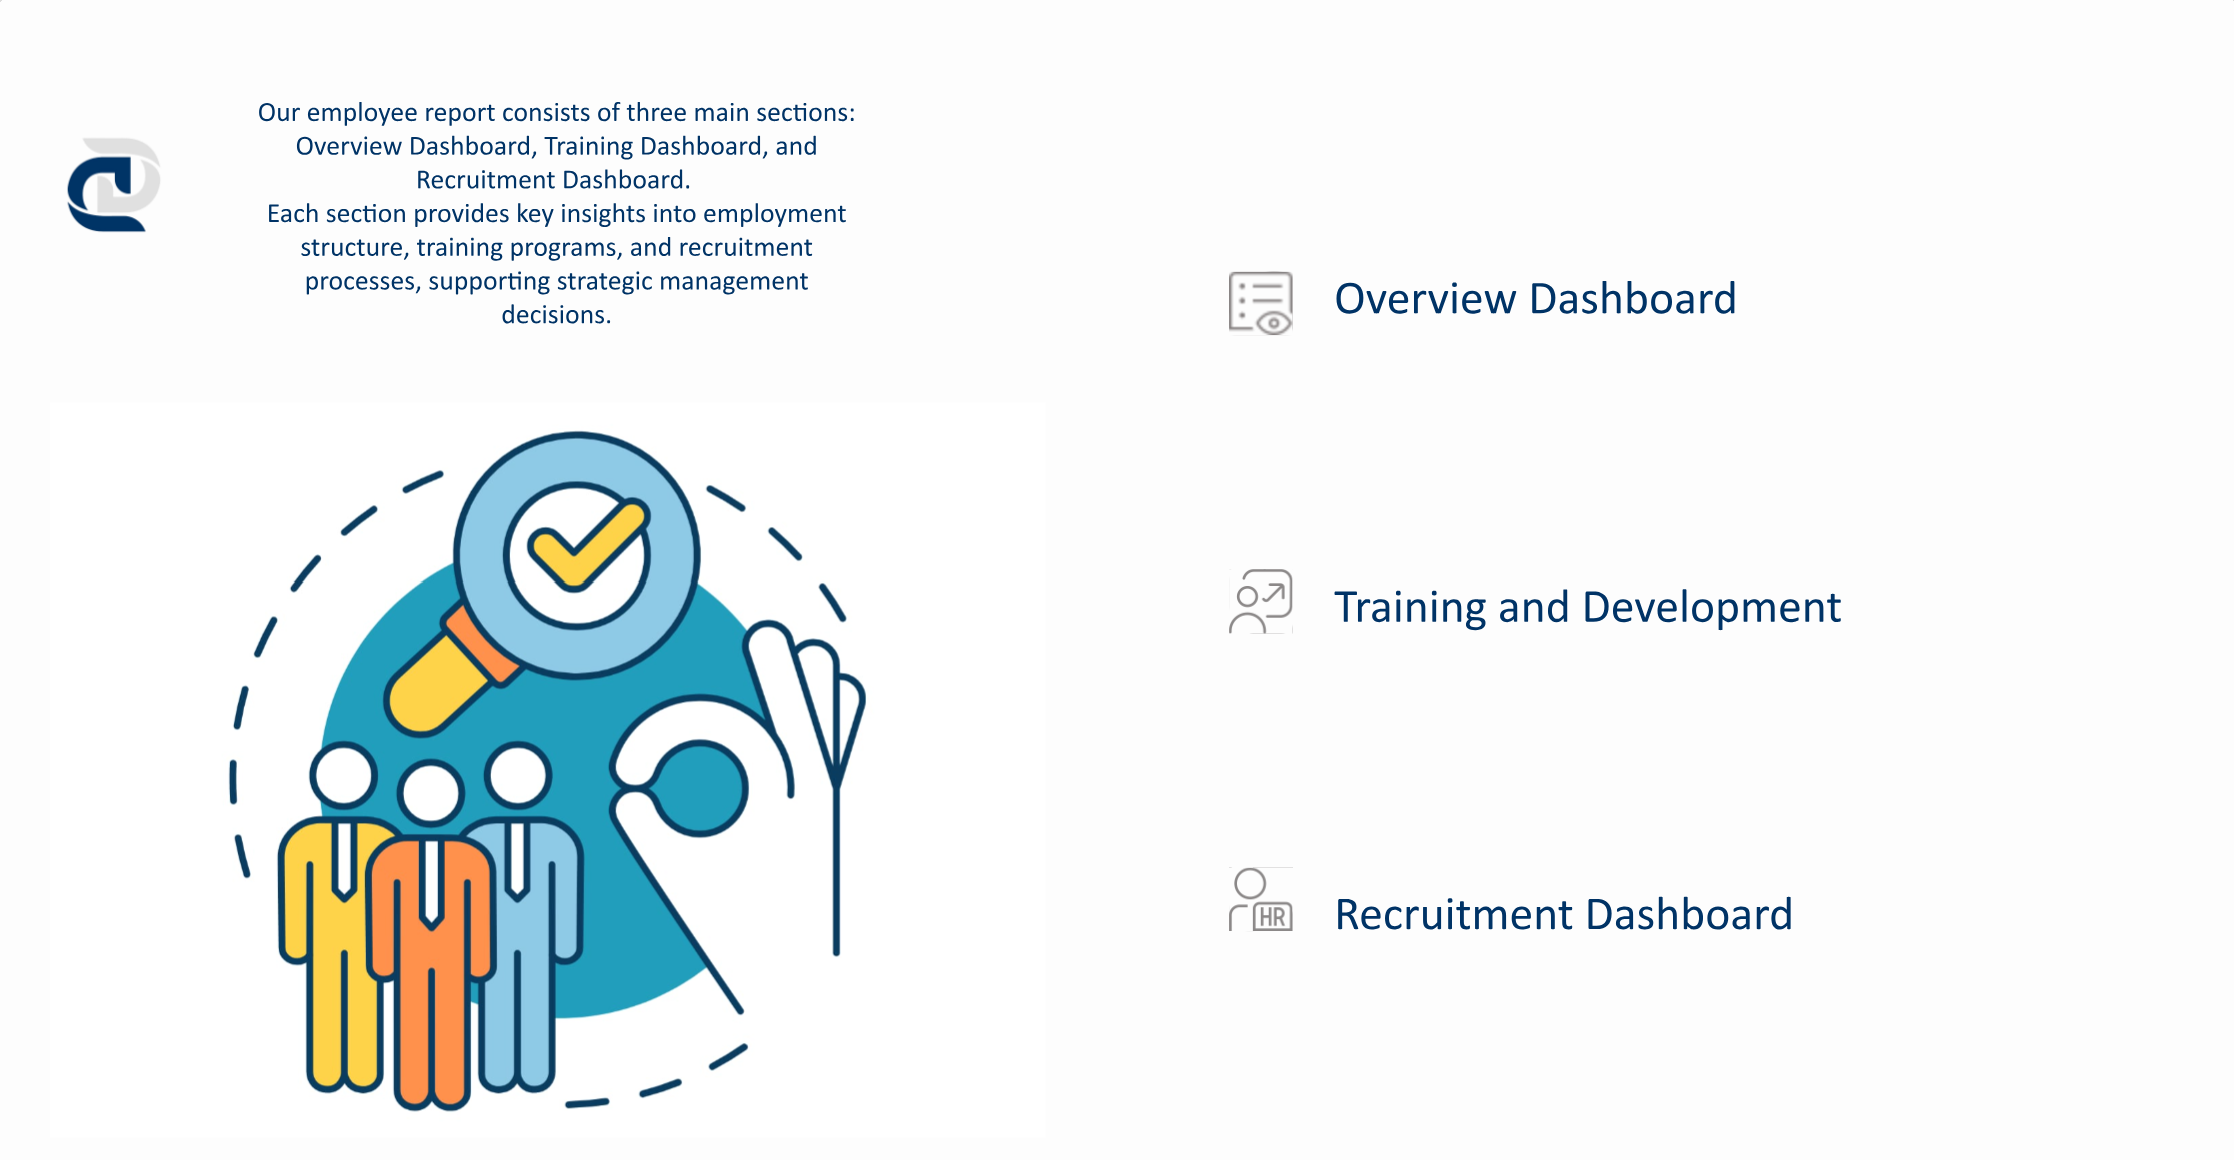 Our employee report consists of three main sections:
Overview Dashboard, Training Dashboard, and
Recruitment Dashboard.
Each section provides key insights into employment
structure, training programs, and recruitment
processes, supporting strategic management
decisions.
Overview Dashboard
Training and Development
HR
Recruitment Dashboard